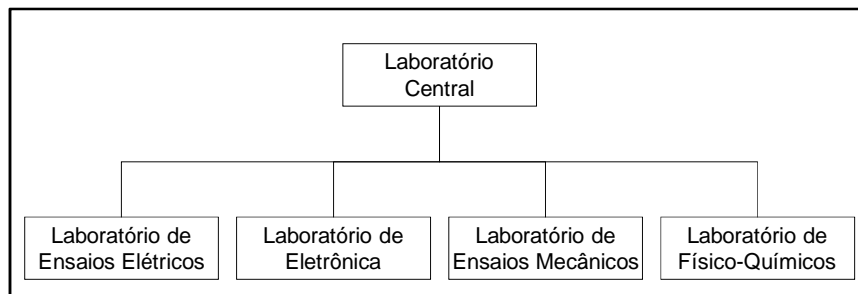 Laboratório
Central
Laboratório de
Ensaios Elétricos
Laboratório de
Eletrônica
Laboratório de
Ensaios Mecânicos
Laboratório de
Físico-Químicos